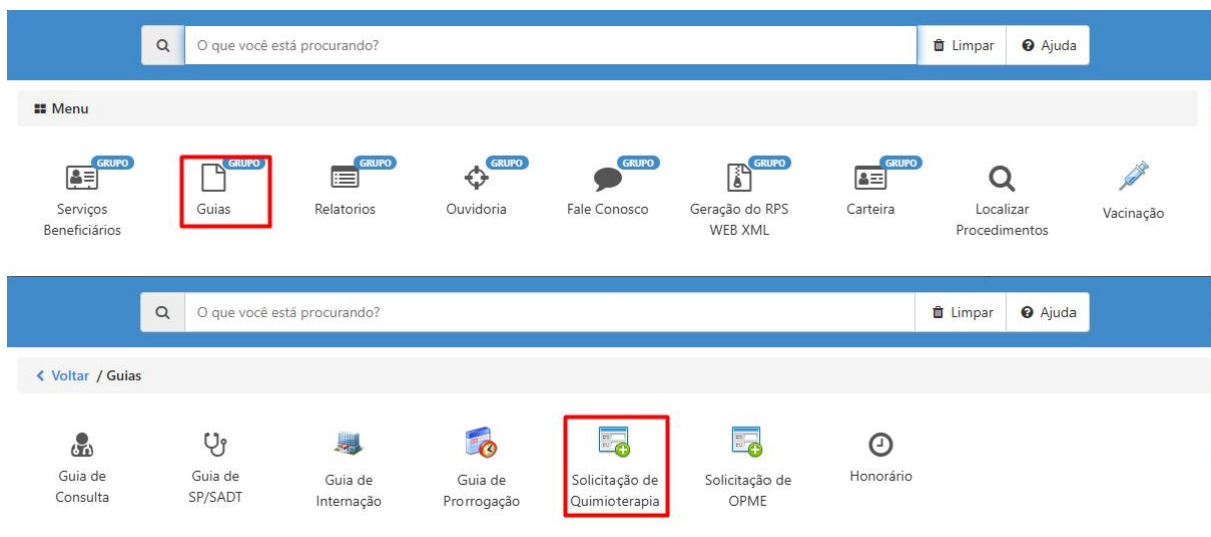 O que você está procurando? Limpar Ajuda
Menu
GRUPO GRUPO GRUPO GRUPO GRUPO GRUPO GRUPO
Serviços Guias Relatorios Ouvidoria Fale Conosco Geração do RPS Carteira Localizar Vacinação
Beneficiários WEB XML Procedimentos
O que você está procurando? Limpar Ajuda
Voltar / Guias
Guia de Guia de Guia de Guia de Solicitação de Solicitação de Honorário
Consulta SP/SADT Internação Prorrogação Quimioterapia OPME